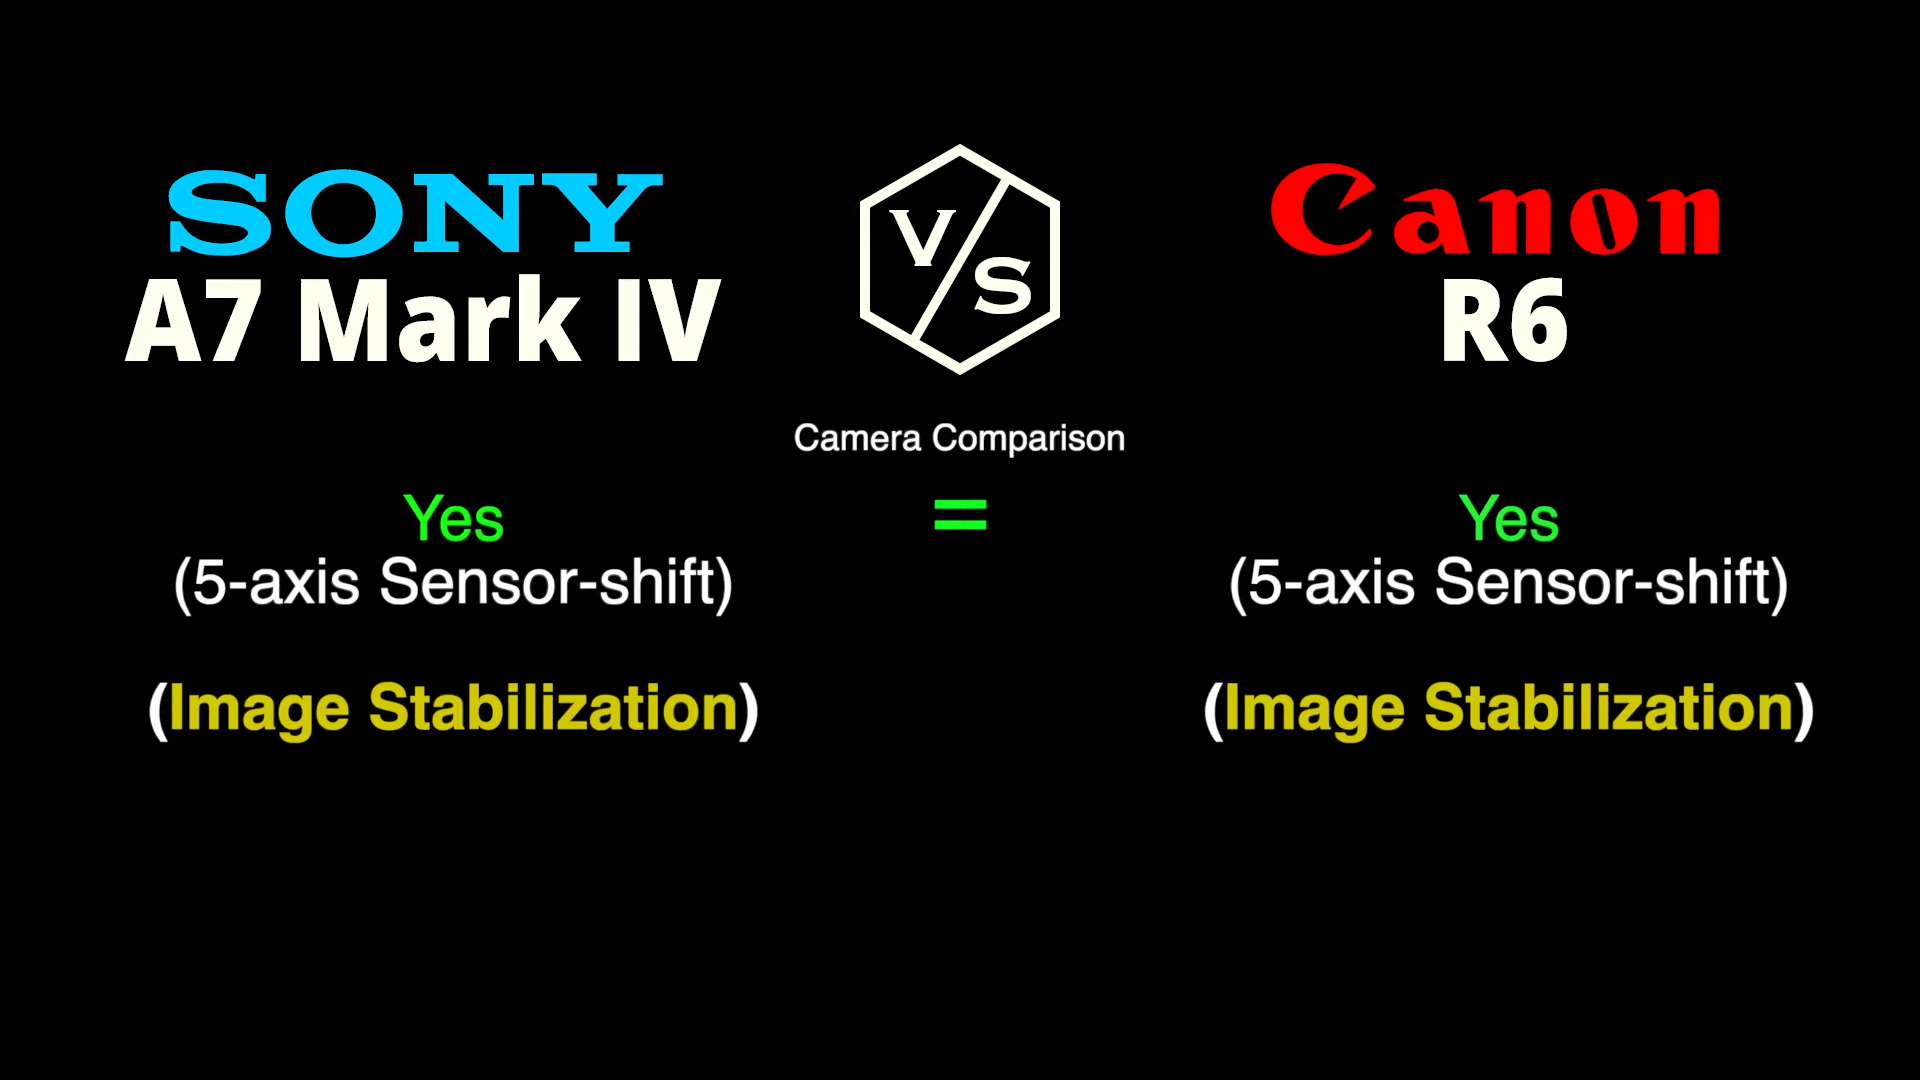 SONY
A7 Mark IV
VS
Canon
R6
Camera Comparison
Yes
=
Yes
(5-axis Sensor-shift)
(5-axis Sensor-shift)
(Image Stabilization)
(Image Stabilization)